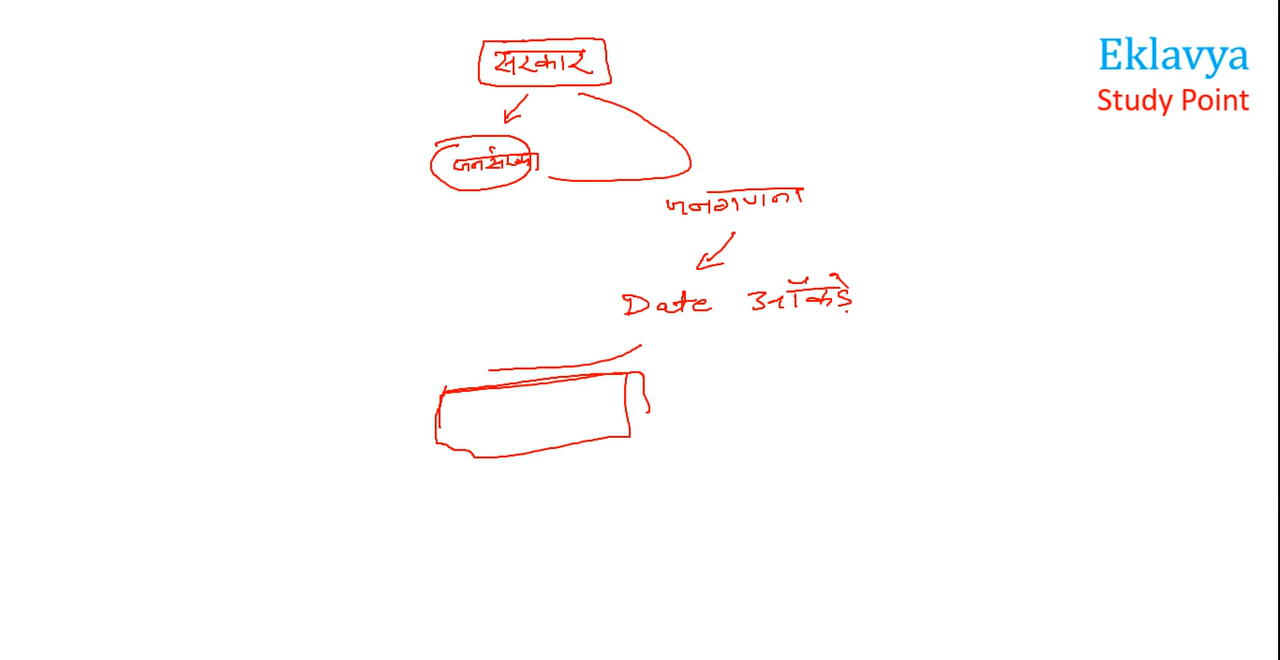 सरकार
Eklavya
Study Point
जनसंख्या
जनगणना
Date आँकड़े